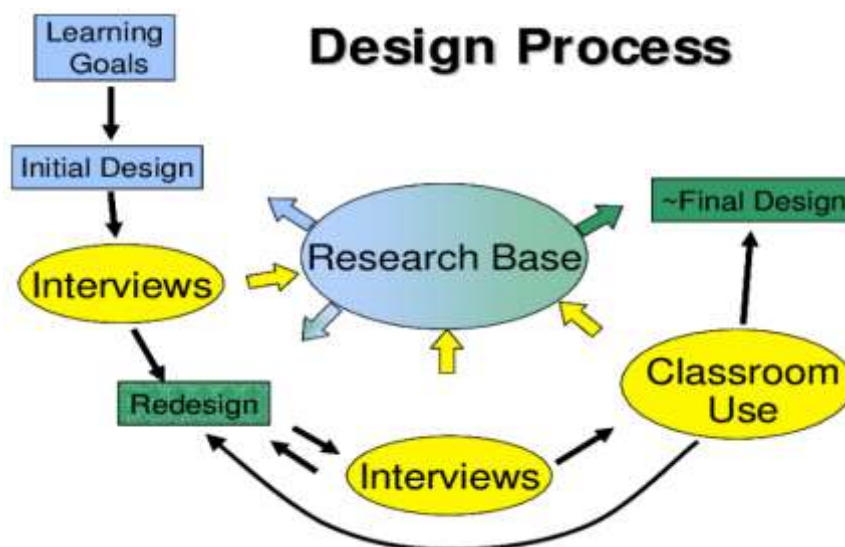 Design Process
Learning
Goals
Initial Design
Interviews
Research Base
~Final Design
Redesign
Interviews
Classroom
Use